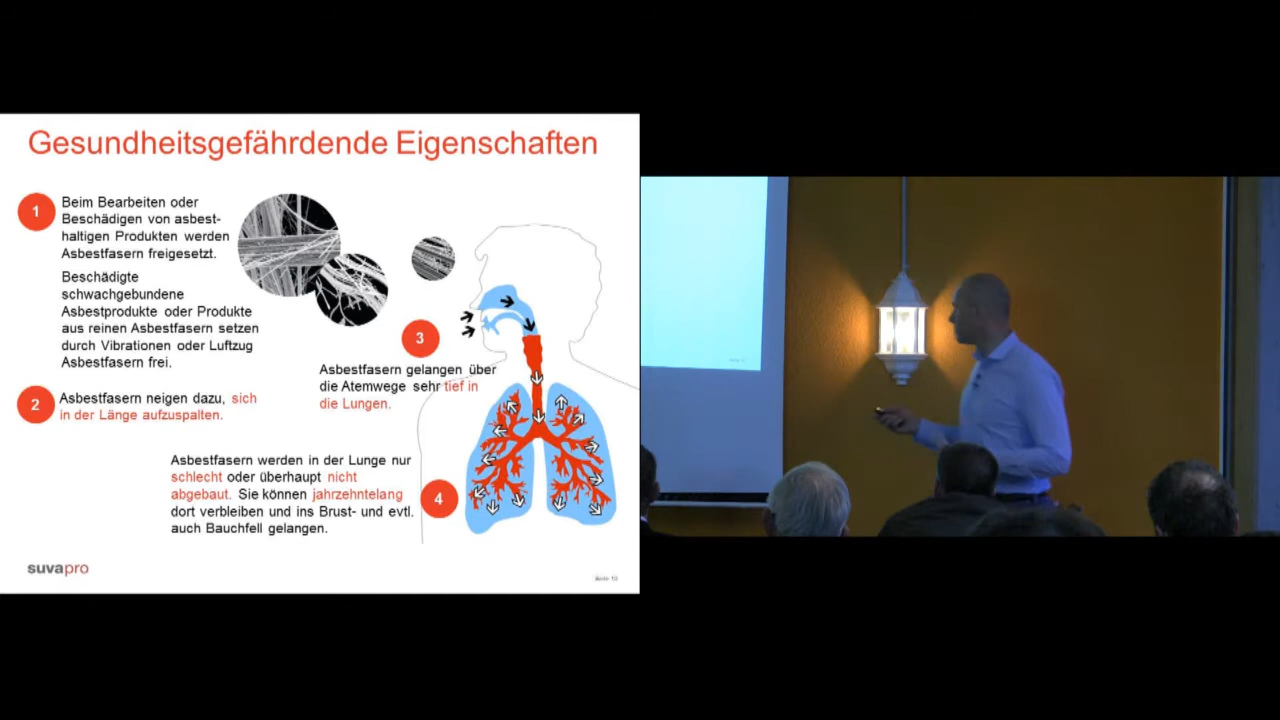 Gesundheitsgefährdende Eigenschaften
1
Beim Bearbeiten oder
Beschädigen von asbest-
haltigen Produkten werden
Asbestfasern freigesetzt.
Beschädigte
schwachgebundene
Asbestprodukte oder Produkte
aus reinen Asbestfasern setzen
durch Vibrationen oder Luftzug
Asbestfasern frei.
2
Asbestfasern neigen dazu, sich
in der Länge aufzuspalten.
3
Asbestfasern gelangen über
die Atemwege sehr tief in
die Lungen.
4
Asbestfasern werden in der Lunge nur
schlecht oder überhaupt nicht
abgebaut. Sie können jahrzehntelang
dort verbleiben und ins Brust- und evtl.
auch Bauchfell gelangen.
suvapro
Seite 10